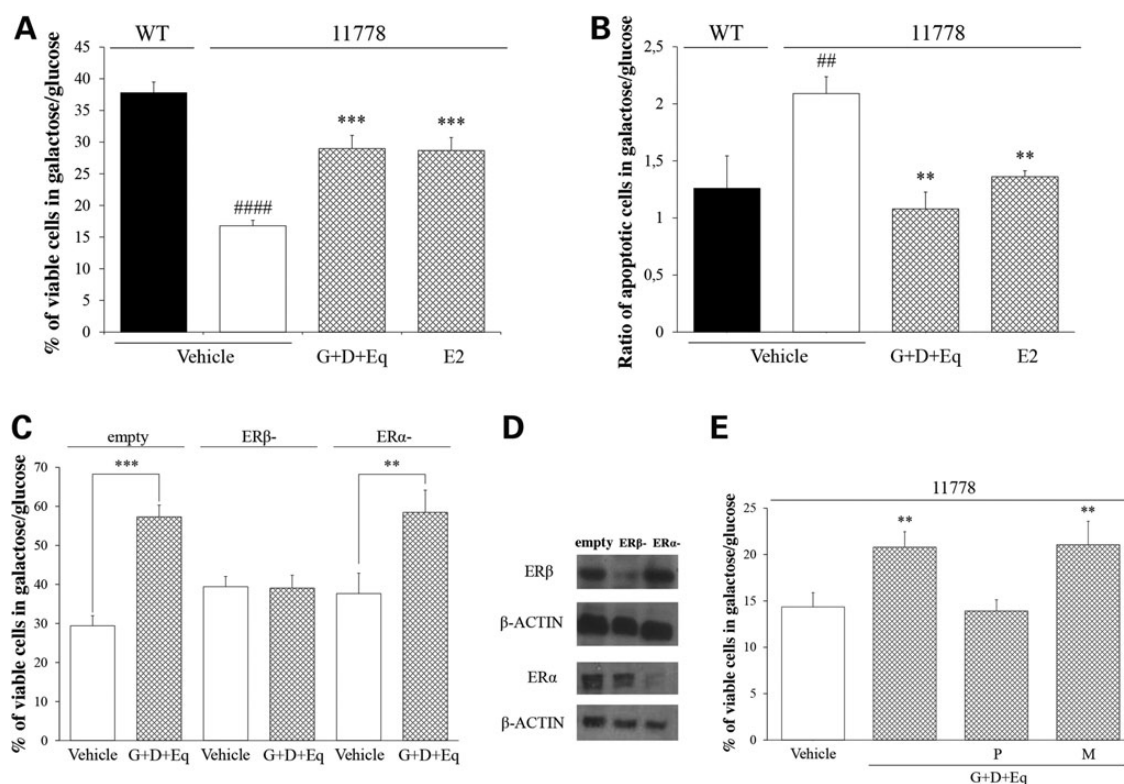 A
WT 11778
% of viable cells in galactose/glucose
45
40
35
30
25
20
15
10
5
0
####
***
***
Vehicle G+D+Eq E2
B
WT 11778
Ratio of apoptotic cells in galactose/glucose
2,5
2
1,5
1
0,5
0
##
**
**
Vehicle G+D+Eq E2
C
empty ERβ- ERα-
% of viable cells in galactose/glucose
70
60
50
40
30
20
10
0
***
**
Vehicle G+D+Eq Vehicle G+D+Eq Vehicle G+D+Eq
D
empty ERβ- ERα-
ERβ
β-ACTIN
ERα
β-ACTIN
E
11778
% of viable cells in galactose/glucose
25
20
15
10
5
0
**
**
Vehicle P M
G+D+Eq